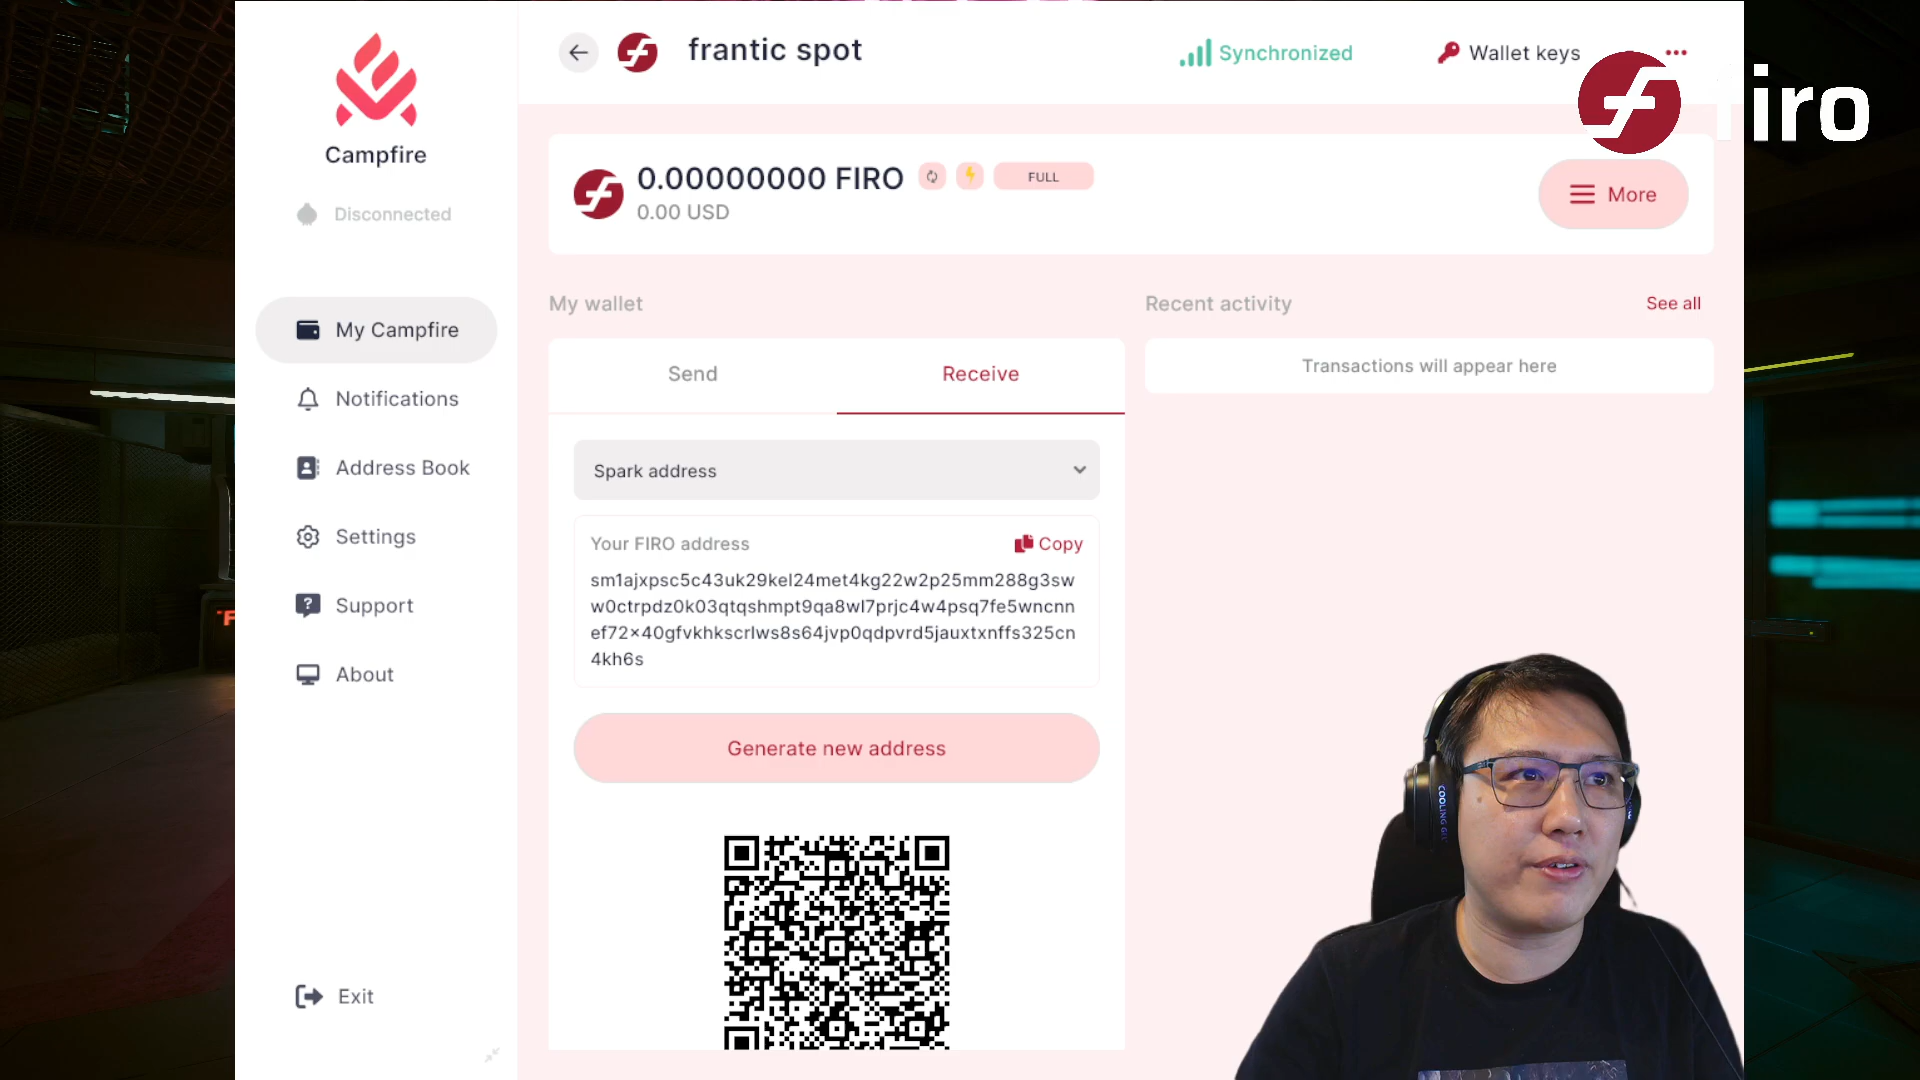 Campfire
Disconnected
My Campfire
Notifications
Address Book
Settings
Support
About
Exit
frantic spot
Synchronized
Wallet keys
firo
0.00000000 FIRO
FULL
0.00 USD
More
My wallet
Send
Receive
Spark address
Your FIRO address
Copy
sm1ajxpsc5c43uk29kel24met4kg22w2p25mm288g3sw
w0ctrpdz0k03qtqshmpt9qa8wl7prjc4w4psq7fe5wncnn
ef72x40gfvkhkscrlws8s64jvp0qdpvrd5jauxtxnffs325cn
4kh6s
Generate new address
Recent activity
See all
Transactions will appear here